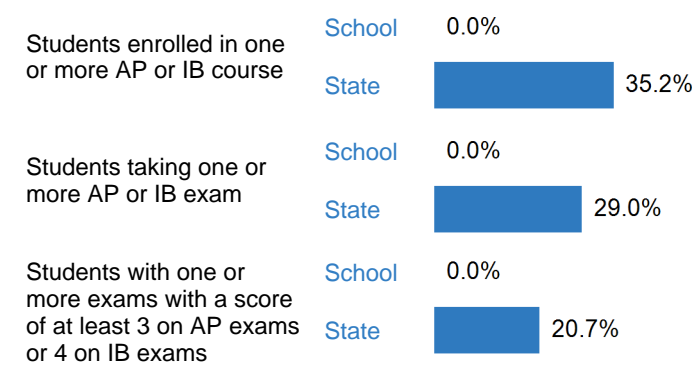 Students enrolled in one
or more AP or IB course
School 0.0%
State 35.2%
Students taking one or
more AP or IB exam
School 0.0%
State 29.0%
Students with one or
more exams with a score
of at least 3 on AP exams
or 4 on IB exams
School 0.0%
State 20.7%